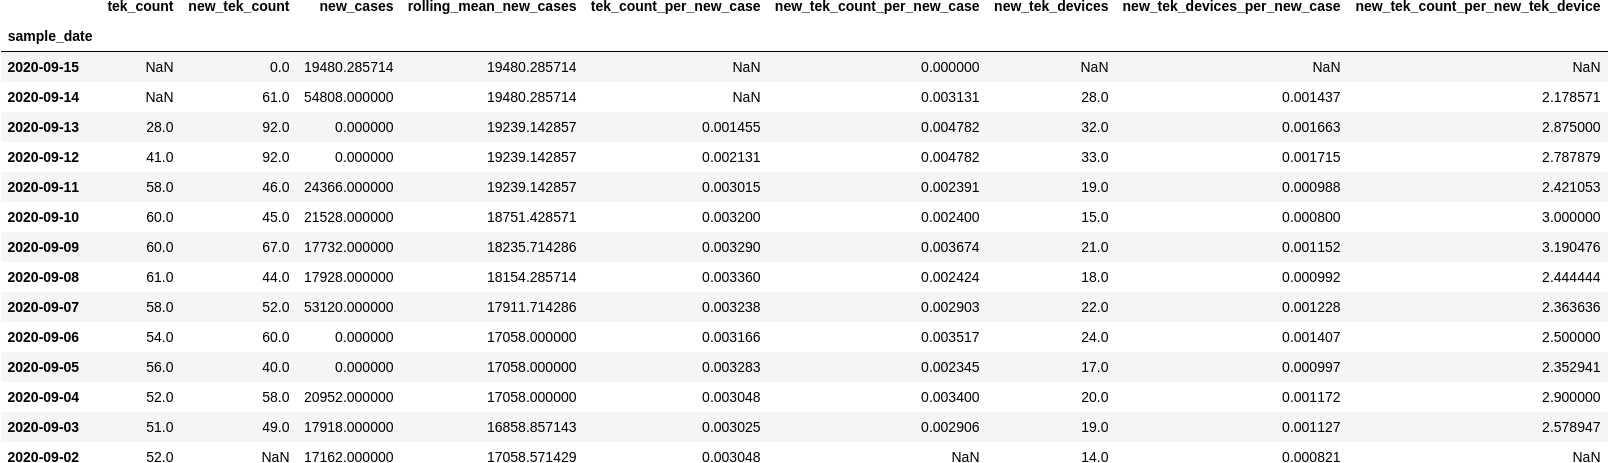 tek_count new_tek_count new_cases rolling_mean_new_cases tek_count_per_new_case new_tek_count_per_new_case new_tek_devices new_tek_devices_per_new_case new_tek_count_per_new_tek_device
sample_date
2020-09-15 NaN 0.0 19480.285714 19480.285714 NaN 0.000000 NaN NaN NaN
2020-09-14 NaN 61.0 54808.000000 19480.285714 NaN 0.003131 28.0 0.001437 2.178571
2020-09-13 28.0 92.0 0.000000 19239.142857 0.001455 0.004782 32.0 0.001663 2.875000
2020-09-12 41.0 92.0 0.000000 19239.142857 0.002131 0.004782 33.0 0.001715 2.787879
2020-09-11 58.0 46.0 24366.000000 19239.142857 0.003015 0.002391 19.0 0.000988 2.421053
2020-09-10 60.0 45.0 21528.000000 18751.428571 0.003200 0.002400 15.0 0.000800 3.000000
2020-09-09 60.0 67.0 17732.000000 18235.714286 0.003290 0.003674 21.0 0.001152 3.190476
2020-09-08 61.0 44.0 17928.000000 18154.285714 0.003360 0.002424 18.0 0.000992 2.444444
2020-09-07 58.0 52.0 53120.000000 17911.714286 0.003238 0.002903 22.0 0.001228 2.363636
2020-09-06 54.0 60.0 0.000000 17058.000000 0.003166 0.003517 24.0 0.001407 2.500000
2020-09-05 56.0 40.0 0.000000 17058.000000 0.003283 0.002345 17.0 0.000997 2.352941
2020-09-04 52.0 58.0 20952.000000 17058.000000 0.003048 0.003400 20.0 0.001172 2.900000
2020-09-03 51.0 49.0 17918.000000 16858.857143 0.003025 0.002906 19.0 0.001127 2.578947
2020-09-02 52.0 NaN 17162.000000 17058.571429 0.003048 NaN 14.0 0.000821 NaN